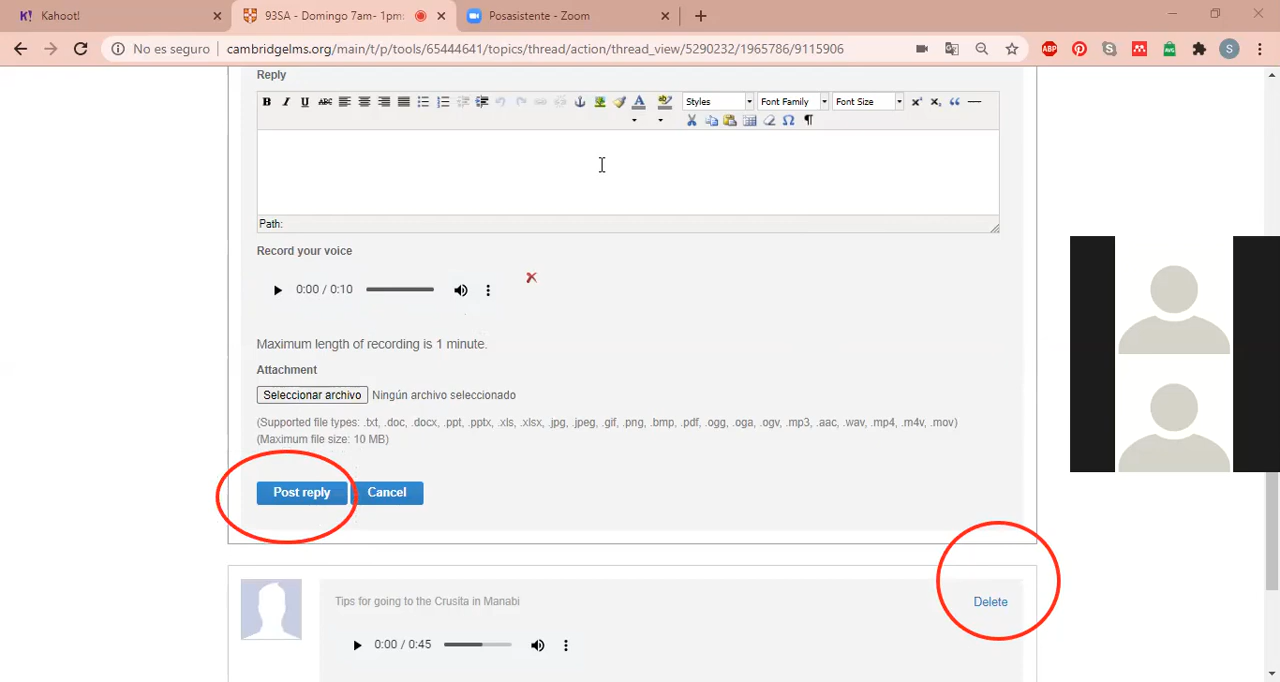 K! Kahoot!
93SA - Domingo 7am- 1pm:
Posasistente - Zoom
No es seguro
cambridgelms.org/main/t/p/tools/65444641/topics/thread/action/thread_view/5290232/1965786/9115906
ABP
AVG
S
Reply
B I U ABC
A
ab
Styles
Font Family
Font Size
Path:
Record your voice
0:00 / 0:10
Maximum length of recording is 1 minute.
Attachment
Seleccionar archivo Ningún archivo seleccionado
(Supported file types: .txt, .doc, .docx, .ppt, .pptx, .xls, .xlsx, .jpg, .jpeg, .gif, .png, .bmp, .pdf, .ogg, .oga, .ogv, .mp3, .aac, .wav, .mp4, .m4v, .mov)
(Maximum file size: 10 MB)
Post reply
Cancel
Tips for going to the Crusita in Manabi
Delete
0:00 / 0:45